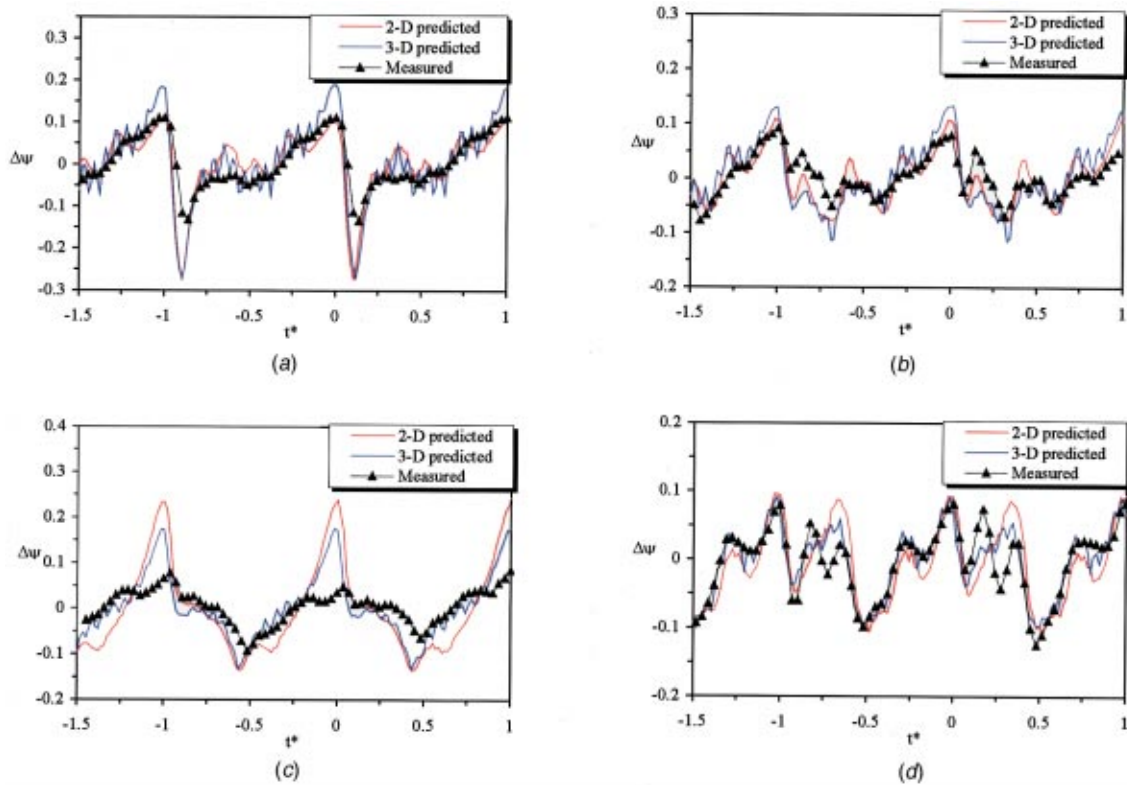 0.3
0.2
0.1
Δψ
0
-0.1
-0.2
-0.3
-1.5 -1 -0.5 0 0.5 1
t*
2-D predicted
3-D predicted
Measured
(a)
0.3
0.2
0.1
Δψ
0
-0.1
-0.2
-1.5 -1 -0.5 0 0.5 1
t*
2-D predicted
3-D predicted
Measured
(b)
0.4
0.3
0.2
Δψ
0.1
0
-0.1
-0.2
-1.5 -1 -0.5 0 0.5 1
t*
2-D predicted
3-D predicted
Measured
(c)
0.2
0.1
Δψ
0
-0.1
-0.2
-1.5 -1 -0.5 0 0.5 1
t*
2-D predicted
3-D predicted
Measured
(d)